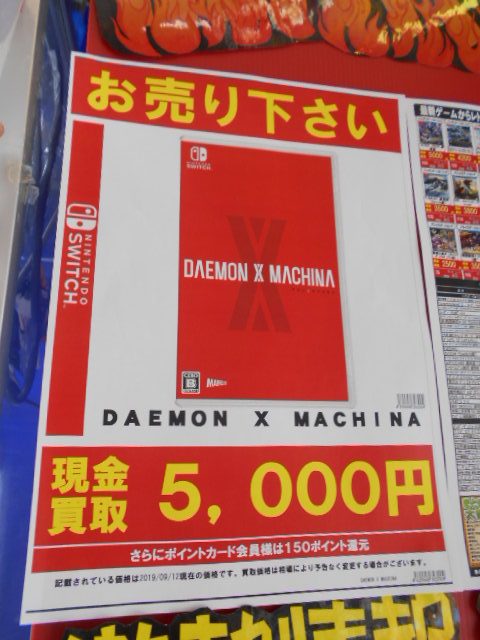 お売り下さい
NINTENDO
SWITCH
NINTENDO
SWITCH
DAEMON X MACHINA
CERO
B
DAEMON X MACHINA
現金
買取
5,000円
さらにポイントカード会員様は150ポイント還元
記載されている価格は2019/09/12現在の価格です。買取価格は相場により予告なく変更する場合がございます。
DAEMON X MACHINA